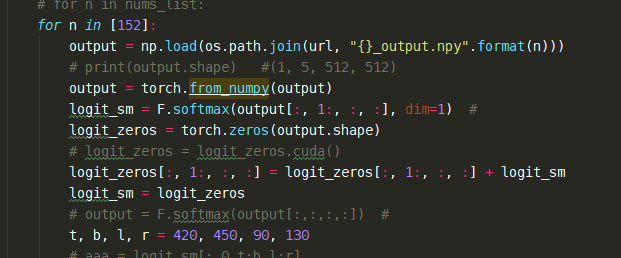 # for n in nums_list:
for n in [152]:
output = np.load(os.path.join(url, "{}_output.npy".format(n)))
# print(output.shape)   #(1, 5, 512, 512)
output = torch.from_numpy(output)
logit_sm = F.softmax(output[:, 1:, :, :], dim=1)  #
logit_zeros = torch.zeros(output.shape)
# logit_zeros = logit_zeros.cuda()
logit_zeros[:, 1:, :, :] = logit_zeros[:, 1:, :, :] + logit_sm
logit_sm = logit_zeros
# output = F.softmax(output[:,:,:,:])  #
t, b, l, r = 420, 450, 90, 130
# aaa = logit_sm[:,0,t:b,l:r]